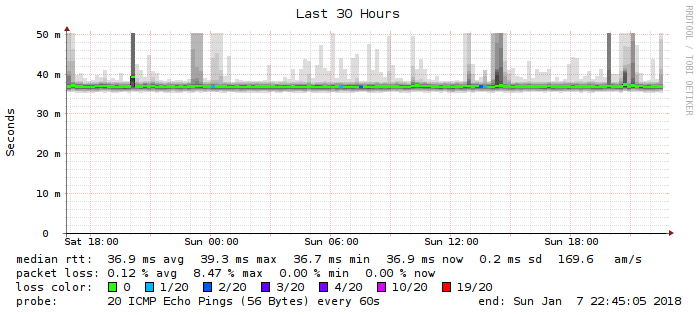 Last 30 Hours
RRDTOOL / TOBI OETIKER
Seconds
50 m
40 m
30 m
20 m
10 m
0
Sat 18:00 Sun 00:00 Sun 06:00 Sun 12:00 Sun 18:00
median rtt: 36.9 ms avg 39.3 ms max 36.7 ms min 36.9 ms now 0.2 ms sd 169.6 am/s
packet loss: 0.12 % avg 8.47 % max 0.00 % min 0.00 % now
loss color: 0 1/20 2/20 3/20 4/20 10/20 19/20
probe: 20 ICMP Echo Pings (56 Bytes) every 60s end: Sun Jan 7 22:45:05 2018